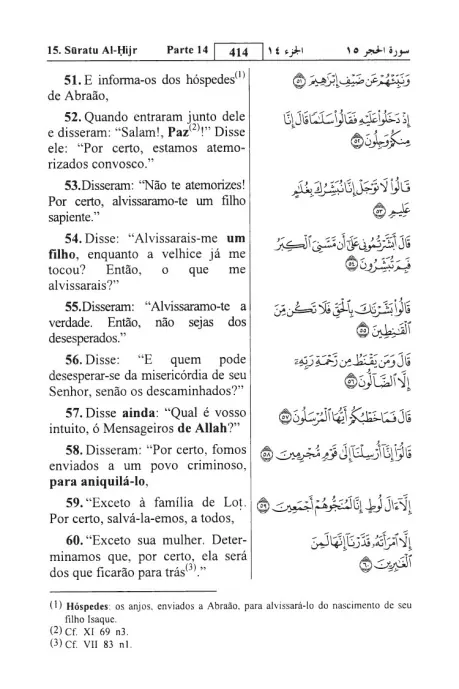 15. Sūratu Al-Ḥijr Parte 14 414 الجزء ١٤ سورة الحجر ١٥
51. E informa-os dos hóspedes(1)
de Abraão,
وَنَبِّئْهُمْ عَن ضَيْفِ إِبْرَٰهِيمَ ۝٥١
52. Quando entraram junto dele
e disseram: “Salam!, Paz(2)!” Disse
ele: “Por certo, estamos atemo-
rizados convosco.”
إِذْ دَخَلُوا۟ عَلَيْهِ فَقَالُوا۟ سَلَـٰمًا قَالَ إِنَّا
مِنكُمْ وَجِلُونَ ۝٥٢
53.Disseram: “Não te atemorizes!
Por certo, alvissaramo-te um filho
sapiente.”
قَالُوا۟ لَا تَوْجَلْ إِنَّا نُبَشِّرُكَ بِغُلَـٰمٍ
عَلِيمٍ ۝٥٣
54. Disse: “Alvissarais-me um
filho, enquanto a velhice já me
tocou? Então, o que me
alvissarais?”
قَالَ أَبَشَّرْتُمُونِى عَلَىٰٓ أَن مَّسَّنِىَ ٱلْكِبَرُ
فَبِمَ تُبَشِّرُونَ ۝٥٤
55.Disseram: “Alvissaramo-te a
verdade. Então, não sejas dos
desesperados.”
قَالُوا۟ بَشَّرْنَـٰكَ بِٱلْحَقِّ فَلَا تَكُن مِّنَ
ٱلْقَـٰنِطِينَ ۝٥٥
56. Disse: “E quem pode
desesperar-se da misericórdia de seu
Senhor, senão os descaminhados?”
قَالَ وَمَن يَقْنَطُ مِن رَّحْمَةِ رَبِّهِۦٓ
إِلَّا ٱلضَّآلُّونَ ۝٥٦
57. Disse ainda: “Qual é vosso
intuito, ó Mensageiros de Allah?”
قَالَ فَمَا خَطْبُكُمْ أَيُّهَا ٱلْمُرْسَلُونَ ۝٥٧
58. Disseram: “Por certo, fomos
enviados a um povo criminoso,
para aniquilá-lo,
قَالُوٓا۟ إِنَّآ أُرْسِلْنَآ إِلَىٰ قَوْمٍ مُّجْرِمِينَ ۝٥٨
59. “Exceto à família de Loṭ.
Por certo, salvá-la-emos, a todos,
إِلَّآ ءَالَ لُوطٍ إِنَّا لَمُنَجُّوهُمْ أَجْمَعِينَ ۝٥٩
60. “Exceto sua mulher. Deter-
minamos que, por certo, ela será
dos que ficarão para trás(3).”
إِلَّا ٱمْرَأَتَهُۥ قَدَّرْنَآ إِنَّهَا لَمِنَ
ٱلْغَـٰبِرِينَ ۝٦٠
(1) Hóspedes: os anjos, enviados a Abraão, para alvissará-lo do nascimento de seu
filho Isaque.
(2) Cf. XI 69 n3.
(3) Cf. VII 83 n1.